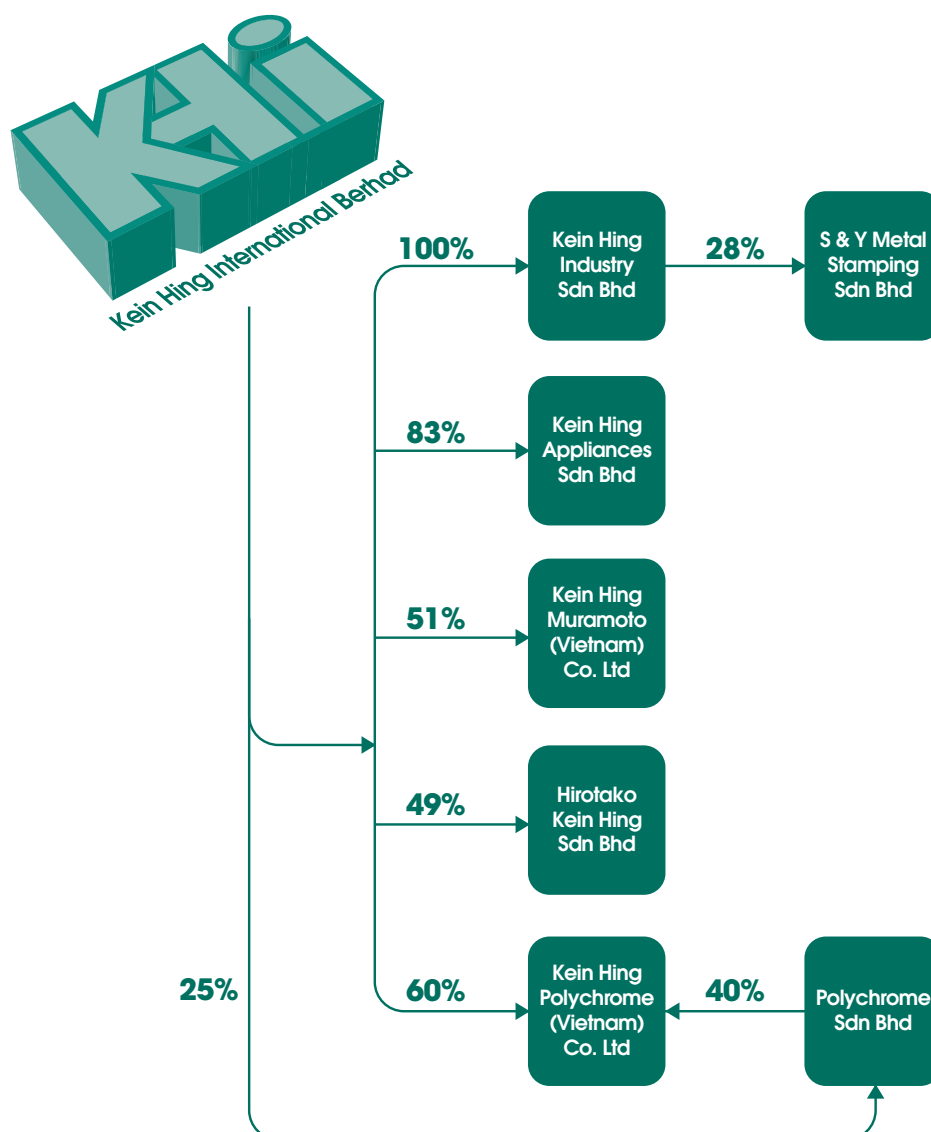 KHi
Kein Hing International Berhad
100%
Kein Hing
Industry
Sdn Bhd
28%
S & Y Metal
Stamping
Sdn Bhd
83%
Kein Hing
Appliances
Sdn Bhd
51%
Kein Hing
Muramoto
(Vietnam)
Co. Ltd
49%
Hirotako
Kein Hing
Sdn Bhd
25%
60%
Kein Hing
Polychrome
(Vietnam)
Co. Ltd
40%
Polychrome
Sdn Bhd